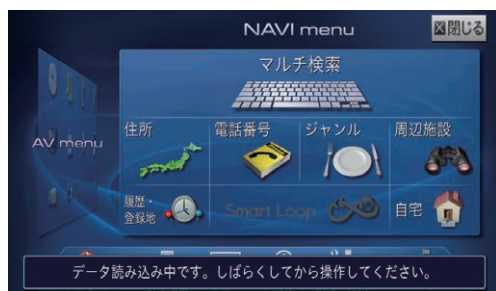 NAVI menu
閉じる
マルチ検索
AV menu
住所
電話番号
ジャンル
周辺施設
履歴・
登録地
Smart Loop
自宅
データ読み込み中です。しばらくしてから操作してください。